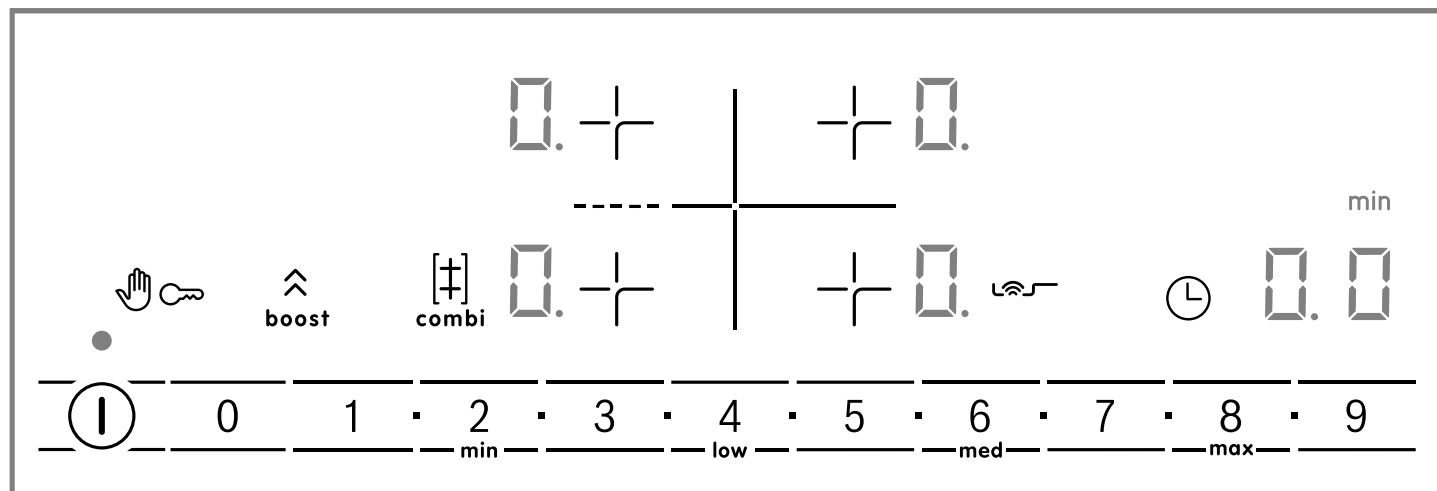 0. 0.
min
boost combi 0. 0. 0.0
0 1 · 2 · 3 · 4 · 5 · 6 · 7 · 8 · 9
min low med max